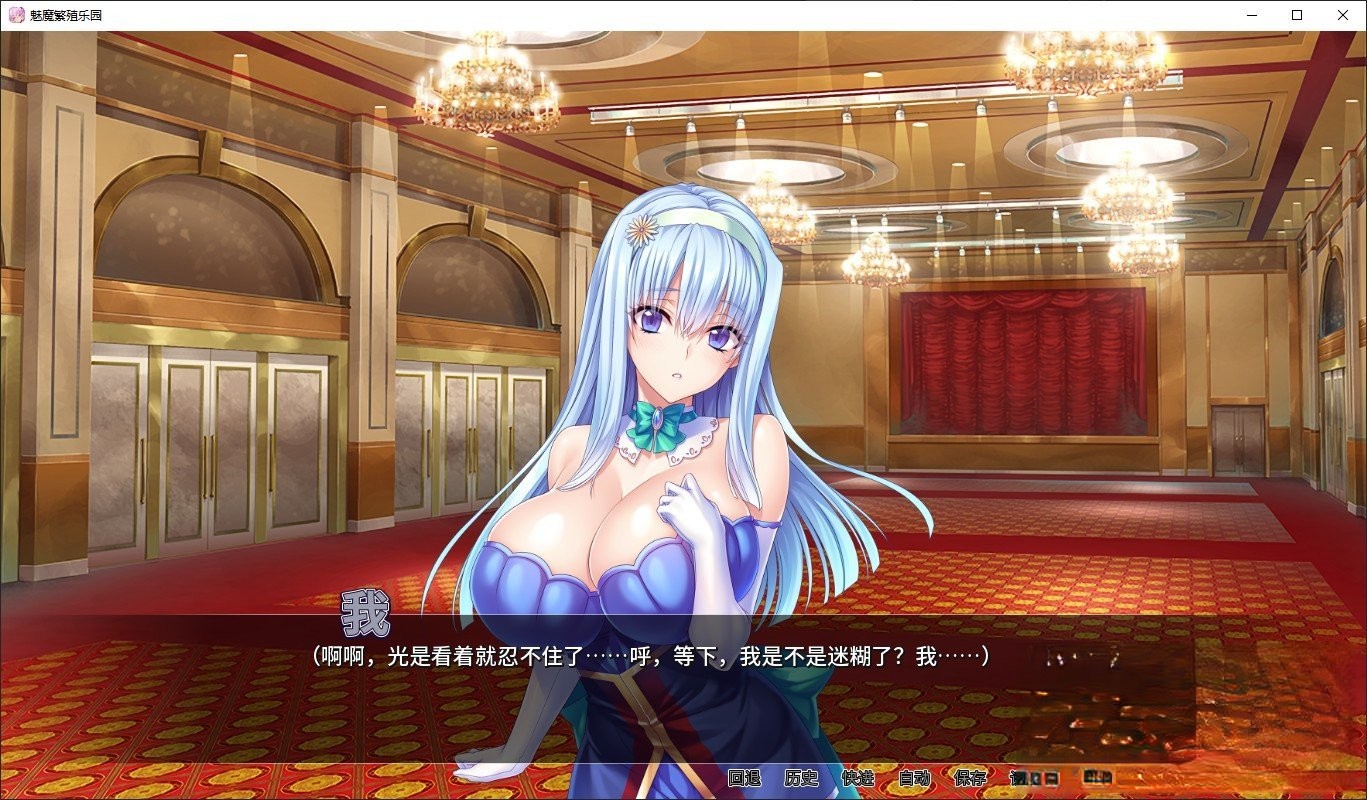 魅魔繁殖乐园
我
（啊啊，光是看着就忍不住了……呼，等下，我是不是迷糊了？我……）
回退 历史 快进 自动 保存